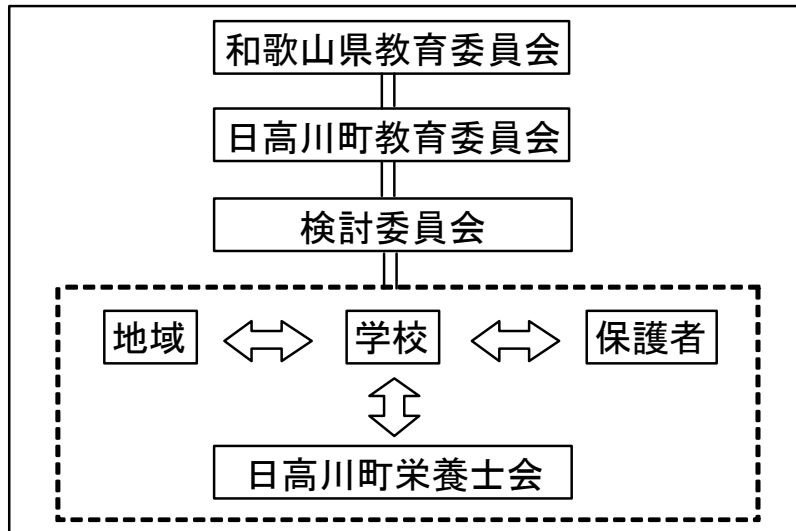 和歌山県教育委員会
日高川町教育委員会
検討委員会
地域
学校
保護者
日高川町栄養士会